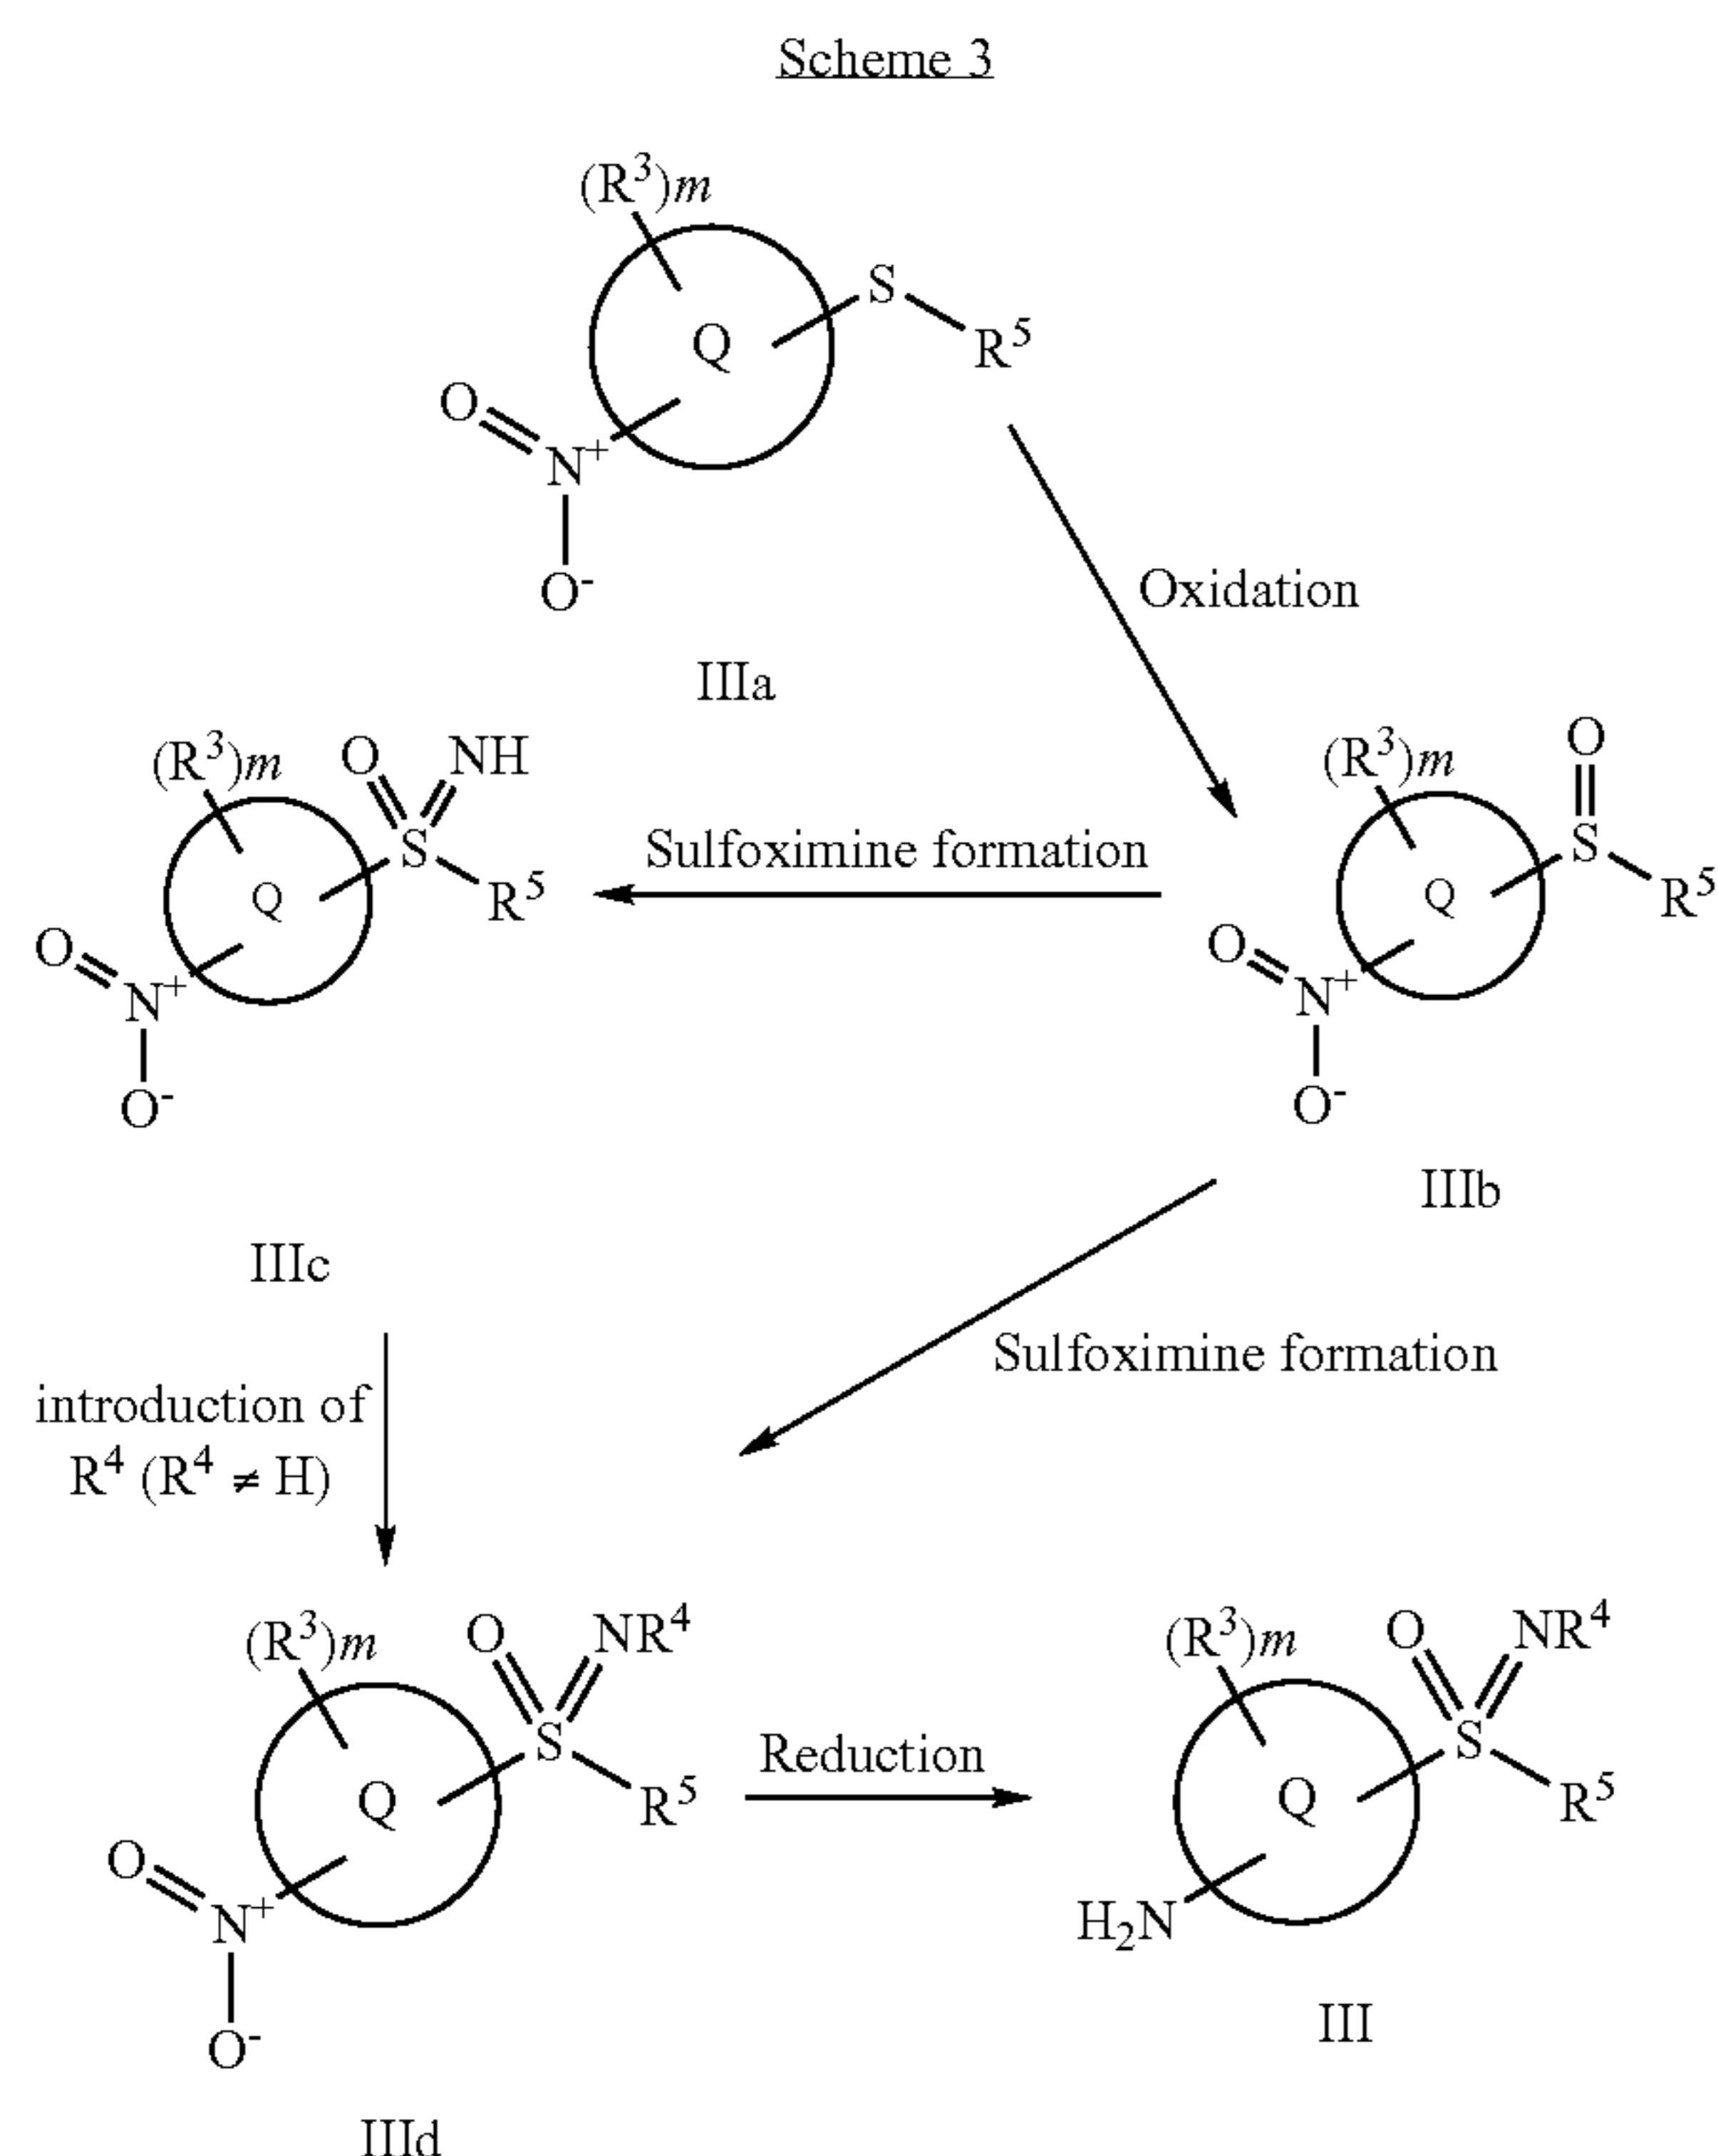 Scheme 3
(R³)m
S
Q
R⁵
O
N⁺
O⁻
Oxidation
IIIa
(R³)m
O
NH
S
Q
R⁵
O
N⁺
O⁻
Sulfoximine formation
(R³)m
O
S
Q
R⁵
O
N⁺
O⁻
IIIb
IIIc
Sulfoximine formation
introduction of
R⁴ (R⁴ ≠ H)
(R³)m
O
NR⁴
S
Q
R⁵
O
N⁺
O⁻
Reduction
(R³)m
O
NR⁴
S
Q
R⁵
H₂N
III
IIId